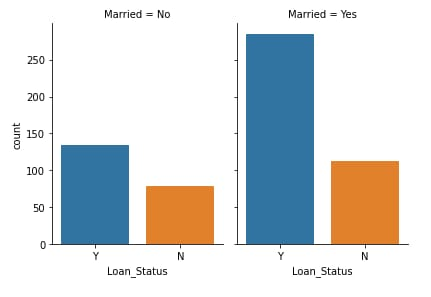 Married = No
Married = Yes
count
250
200
150
100
50
0
Y
N
Y
N
Loan_Status
Loan_Status